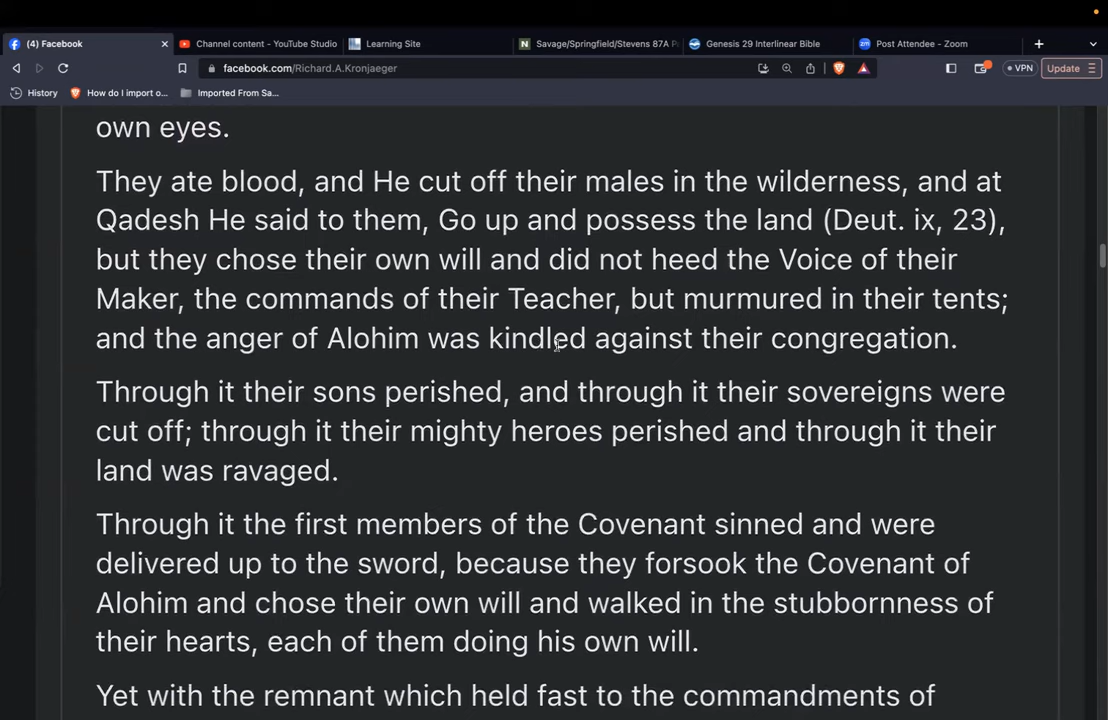 (4) Facebook
Channel content - YouTube Studio
Learning Site
Savage/Springfield/Stevens 87A P
Genesis 29 Interlinear Bible
Post Attendee - Zoom
facebook.com/Richard.A.Kronjaeger
VPN
Update
History
How do I import o...
Imported From Sa...
own eyes.
They ate blood, and He cut off their males in the wilderness, and at
Qadesh He said to them, Go up and possess the land (Deut. ix, 23),
but they chose their own will and did not heed the Voice of their
Maker, the commands of their Teacher, but murmured in their tents;
and the anger of Alohim was kindled against their congregation.
Through it their sons perished, and through it their sovereigns were
cut off; through it their mighty heroes perished and through it their
land was ravaged.
Through it the first members of the Covenant sinned and were
delivered up to the sword, because they forsook the Covenant of
Alohim and chose their own will and walked in the stubbornness of
their hearts, each of them doing his own will.
Yet with the remnant which held fast to the commandments of